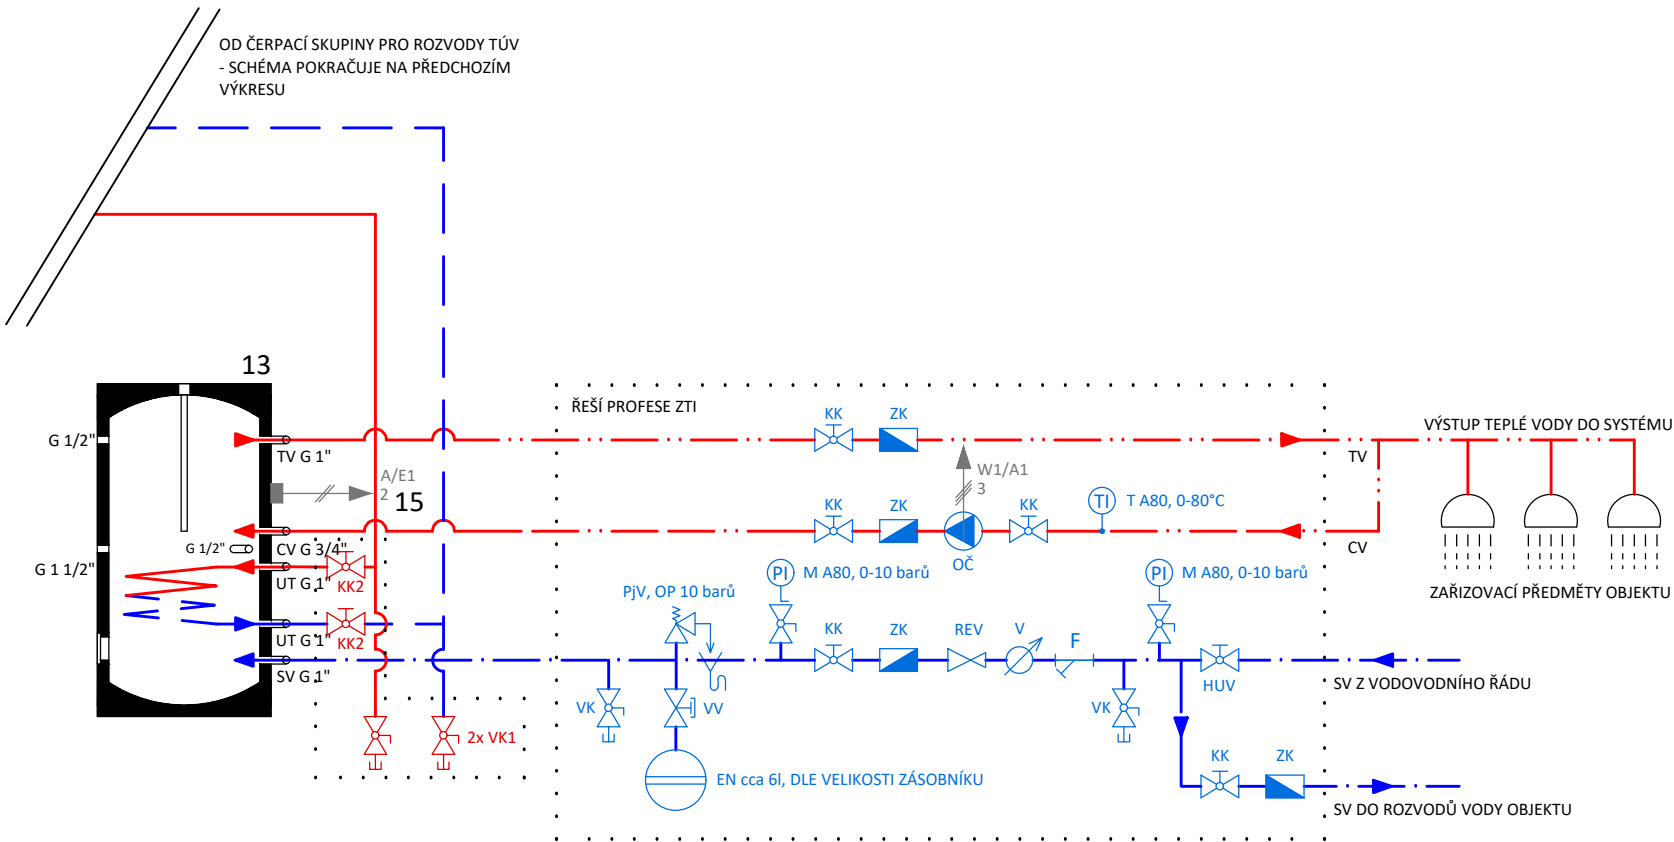 OD ČERPACÍ SKUPINY PRO ROZVODY TÚV
- SCHÉMA POKRAČUJE NA PŘEDCHOZÍM
VÝKRESU
13
ŘEŠÍ PROFESE ZTI
KK
ZK
VÝSTUP TEPLÉ VODY DO SYSTÉMU
G 1/2"
TV G 1"
TV
A/E1
2
15
W1/A1
3
KK
ZK
KK
TI
T A80, 0-80°C
OČ
G 1/2"
CV G 3/4"
CV
G 1 1/2"
UT G 1"
KK2
PI
M A80, 0-10 barů
PI
M A80, 0-10 barů
PjV, OP 10 barů
ZAŘIZOVACÍ PŘEDMĚTY OBJEKTU
UT G 1"
KK2
KK
ZK
REV
V
F
SV G 1"
HUV
SV Z VODOVODNÍHO ŘÁDU
VK
VV
VK
2x VK1
EN cca 6l, DLE VELIKOSTI ZÁSOBNÍKU
KK
ZK
SV DO ROZVODŮ VODY OBJEKTU